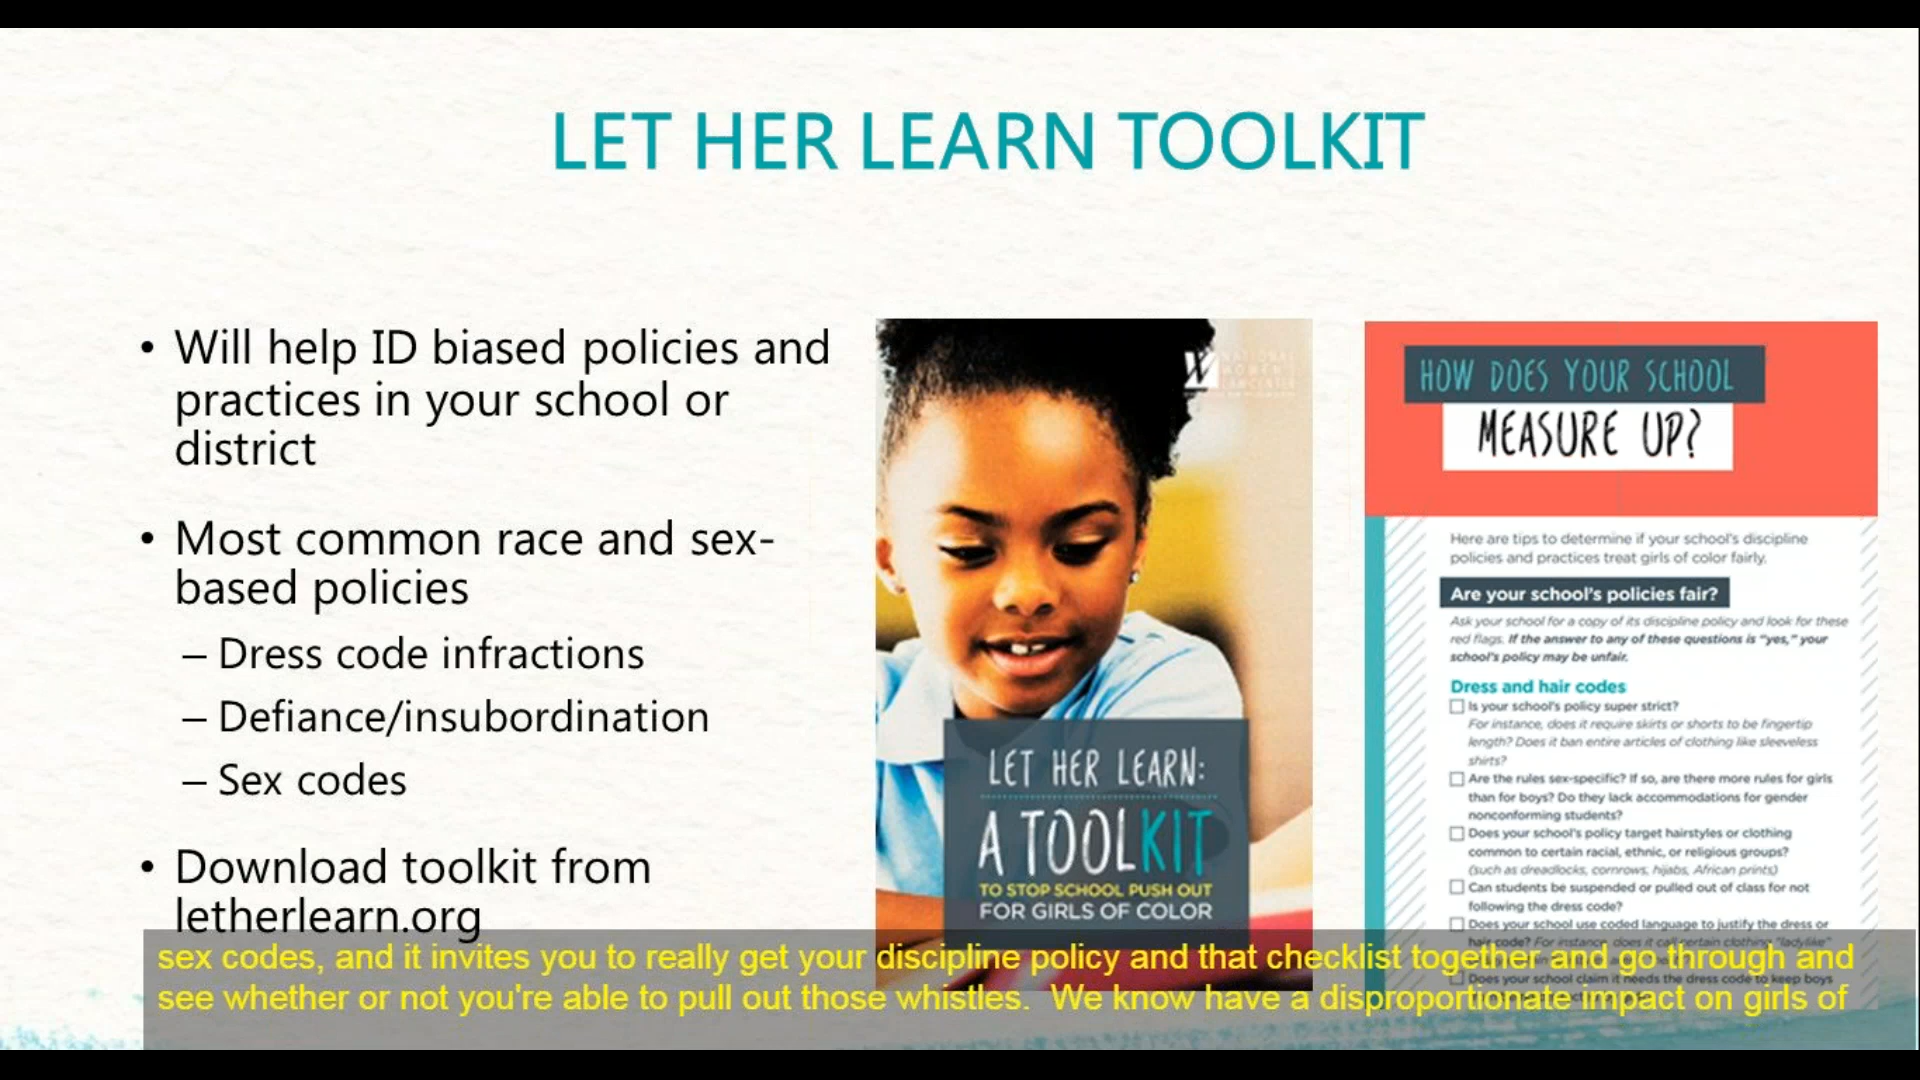 LET HER LEARN TOOLKIT
• Will help ID biased policies and
practices in your school or
district
• Most common race and sex-
based policies
– Dress code infractions
– Defiance/insubordination
– Sex codes
• Download toolkit from
letherlearn.org
NATIONAL
WOMEN'S
LAW CENTER
LET HER LEARN:
A TOOLKIT
TO STOP SCHOOL PUSH OUT
FOR GIRLS OF COLOR
HOW DOES YOUR SCHOOL
MEASURE UP?
Here are tips to determine if your school's discipline
policies and practices treat girls of color fairly.
Are your school's policies fair?
Ask your school for a copy of its discipline policy and look for these
red flags. If the answer to any of these questions is "yes," your
school's policy may be unfair.
Dress and hair codes
Is your school's policy super strict?
For instance, does it require skirts or shorts to be fingertip
length? Does it ban entire articles of clothing like sleeveless
shirts?
Are the rules sex-specific? If so, are there more rules for girls
than for boys? Do they lack accommodations for gender
nonconforming students?
Does your school's policy target hairstyles or clothing
common to certain racial, ethnic, or religious groups?
(such as dreadlocks, cornrows, hijabs, African prints)
Can students be suspended or pulled out of class for not
following the dress code?
Does your school use coded language to justify the dress or
hair code? For instance, does it call certain clothing "ladylike"
Does your school claim it needs the dress code to keep boys
sex codes, and it invites you to really get your discipline policy and that checklist together and go through and
see whether or not you're able to pull out those whistles.  We know have a disproportionate impact on girls of